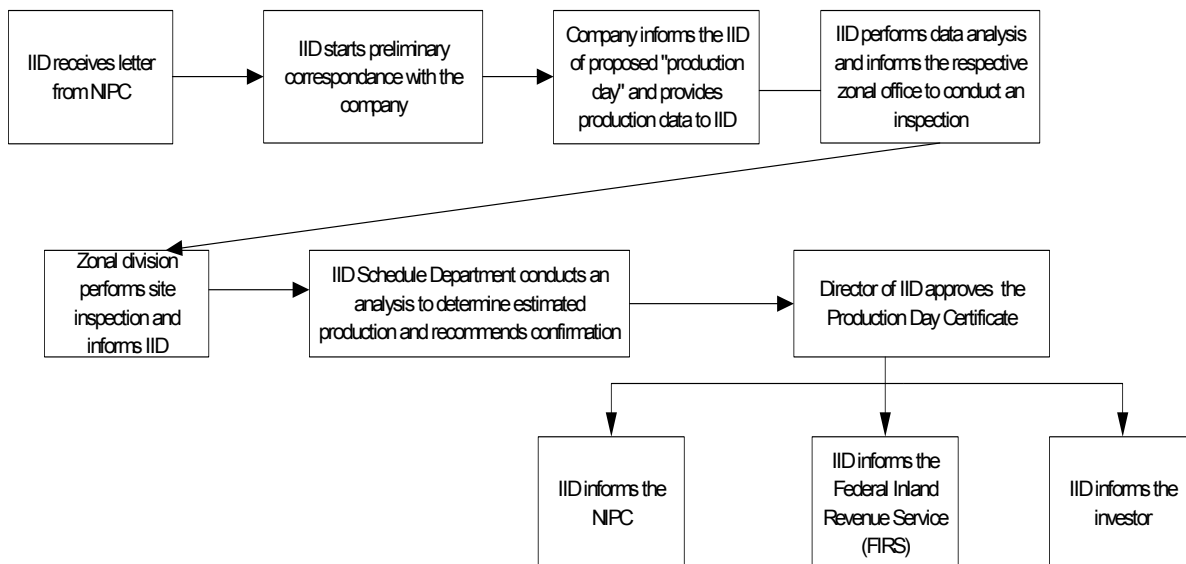 IID receives letter
from NIPC
IID starts preliminary
correspondance with the
company
Company informs the IID
of proposed "production
day" and provides
production data to IID
IID performs data analysis
and informs the respective
zonal office to conduct an
inspection
Zonal division
performs site
inspection and
informs IID
IID Schedule Department conducts an
analysis to determine estimated
production and recommends confirmation
Director of IID approves the
Production Day Certificate
IID informs the
NIPC
IID informs the
Federal Inland
Revenue Service
(FIRS)
IID informs the
investor